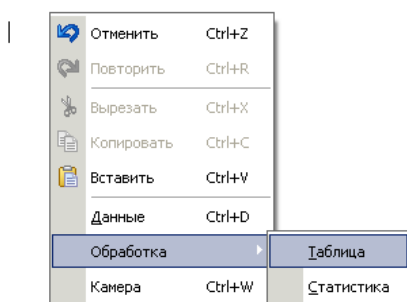 Отменить Ctrl+Z
Повторить Ctrl+R
Вырезать Ctrl+X
Копировать Ctrl+C
Вставить Ctrl+V
Данные Ctrl+D
Обработка Таблица
Камера Ctrl+W Статистика